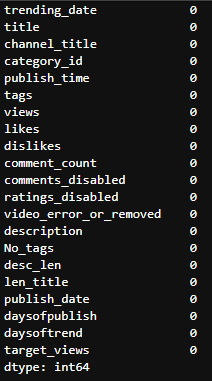 trending_date 0
title 0
channel_title 0
category_id 0
publish_time 0
tags 0
views 0
likes 0
dislikes 0
comment_count 0
comments_disabled 0
ratings_disabled 0
video_error_or_removed 0
description 0
No_tags 0
desc_len 0
len_title 0
publish_date 0
daysofpublish 0
daysoftrend 0
target_views 0
dtype: int64